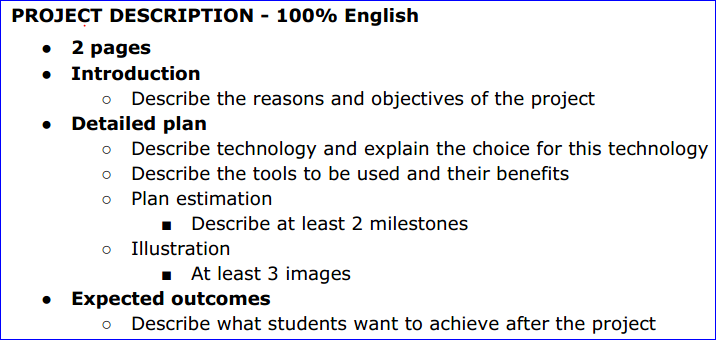 PROJECT DESCRIPTION - 100% English
● 2 pages
● Introduction
○ Describe the reasons and objectives of the project
● Detailed plan
○ Describe technology and explain the choice for this technology
○ Describe the tools to be used and their benefits
○ Plan estimation
■ Describe at least 2 milestones
○ Illustration
■ At least 3 images
● Expected outcomes
○ Describe what students want to achieve after the project